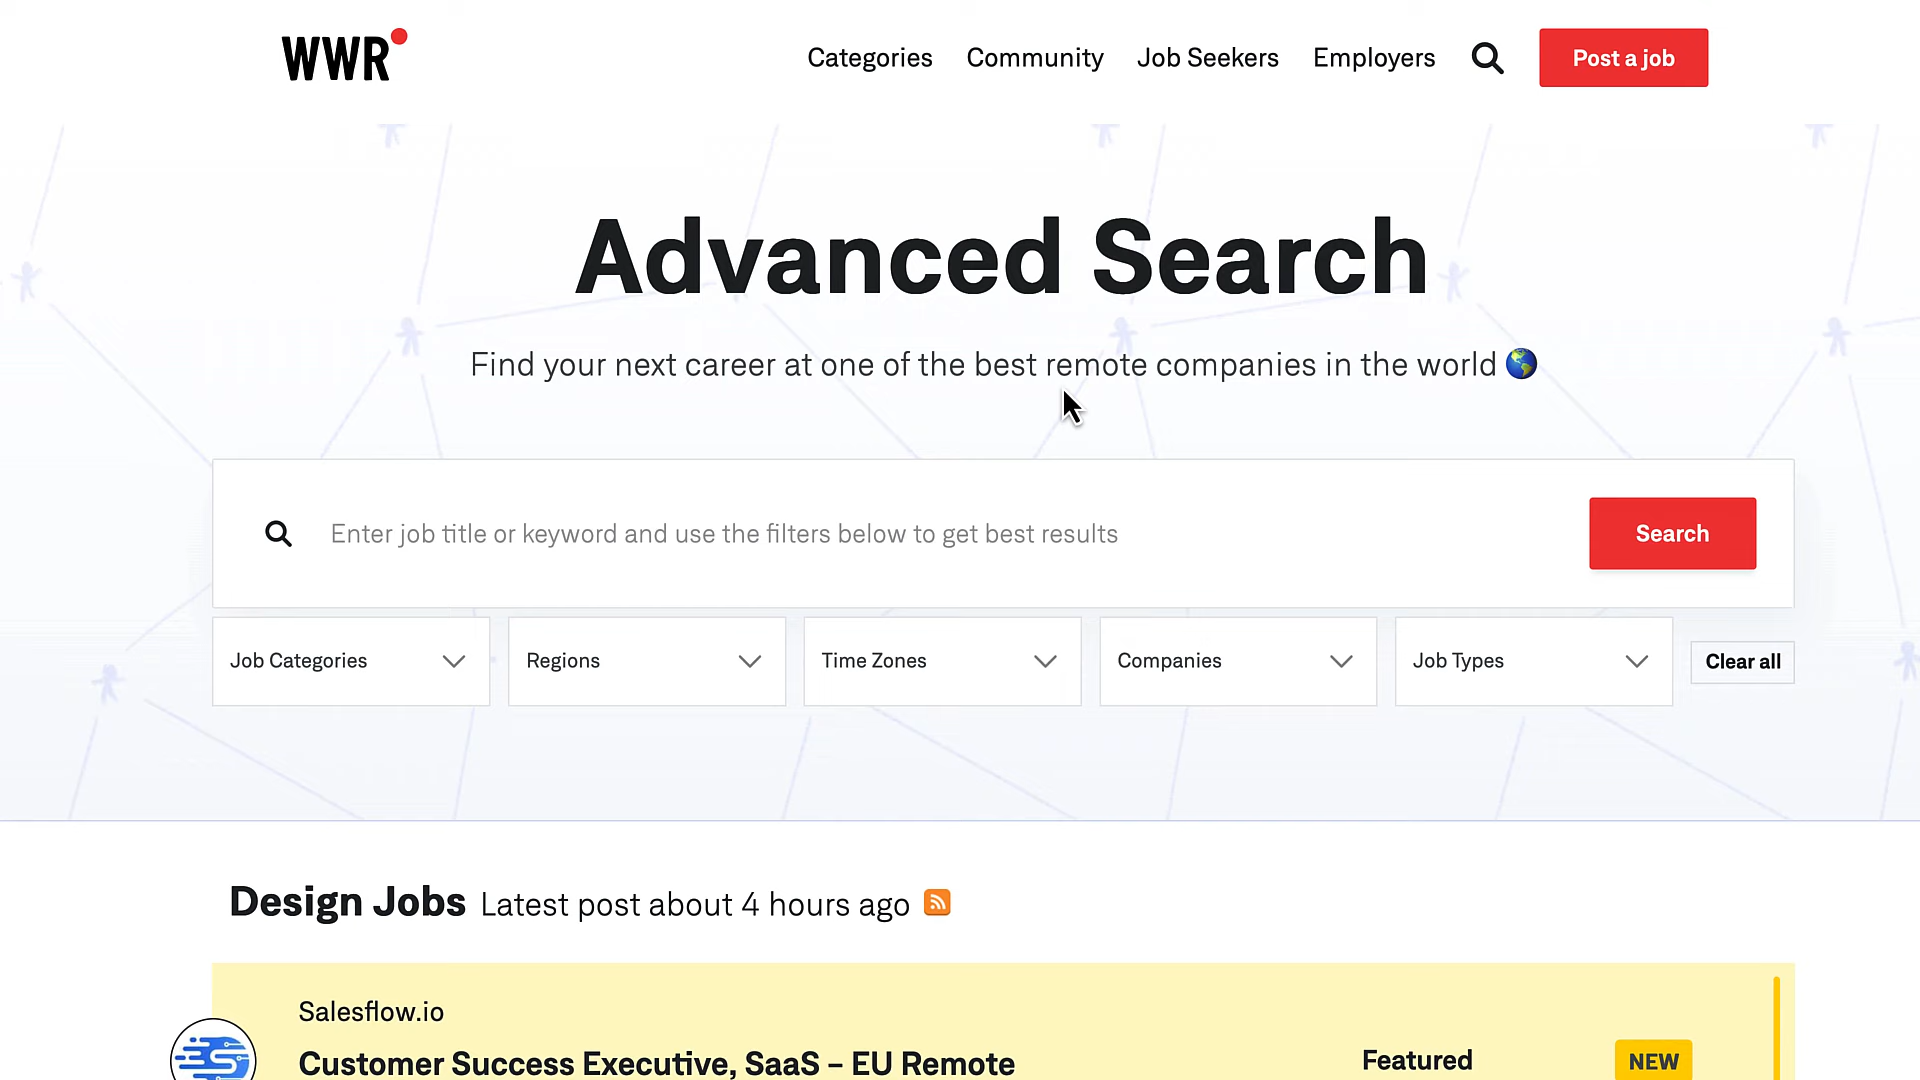 WWR
Categories Community Job Seekers Employers Post a job
Advanced Search
Find your next career at one of the best remote companies in the world
Enter job title or keyword and use the filters below to get best results Search
Job Categories Regions Time Zones Companies Job Types Clear all
Design Jobs Latest post about 4 hours ago
Salesflow.io
Customer Success Executive, SaaS – EU Remote Featured NEW